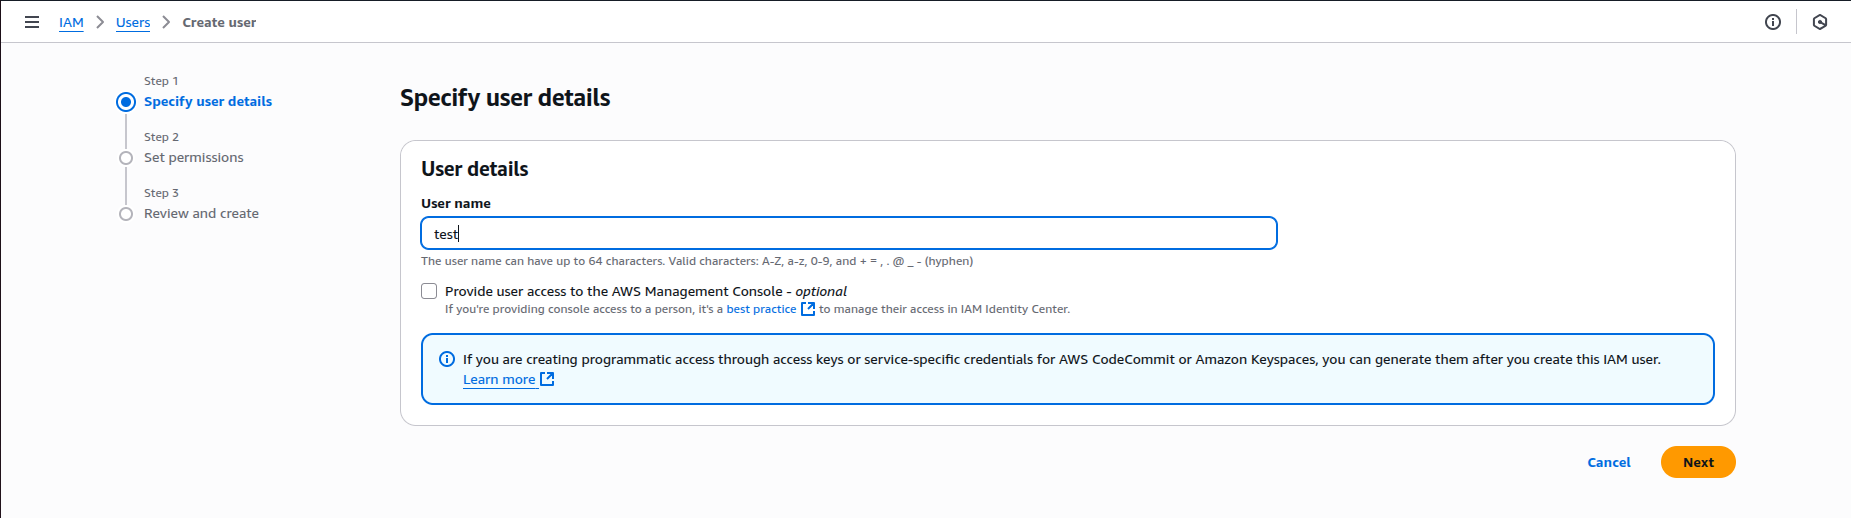 IAM > Users > Create user
Step 1
Specify user details
Step 2
Set permissions
Step 3
Review and create
Specify user details
User details
User name
test
The user name can have up to 64 characters. Valid characters: A-Z, a-z, 0-9, and + = , . @ _ - (hyphen)
Provide user access to the AWS Management Console - optional
If you're providing console access to a person, it's a best practice to manage their access in IAM Identity Center.
If you are creating programmatic access through access keys or service-specific credentials for AWS CodeCommit or Amazon Keyspaces, you can generate them after you create this IAM user.
Learn more
Cancel Next